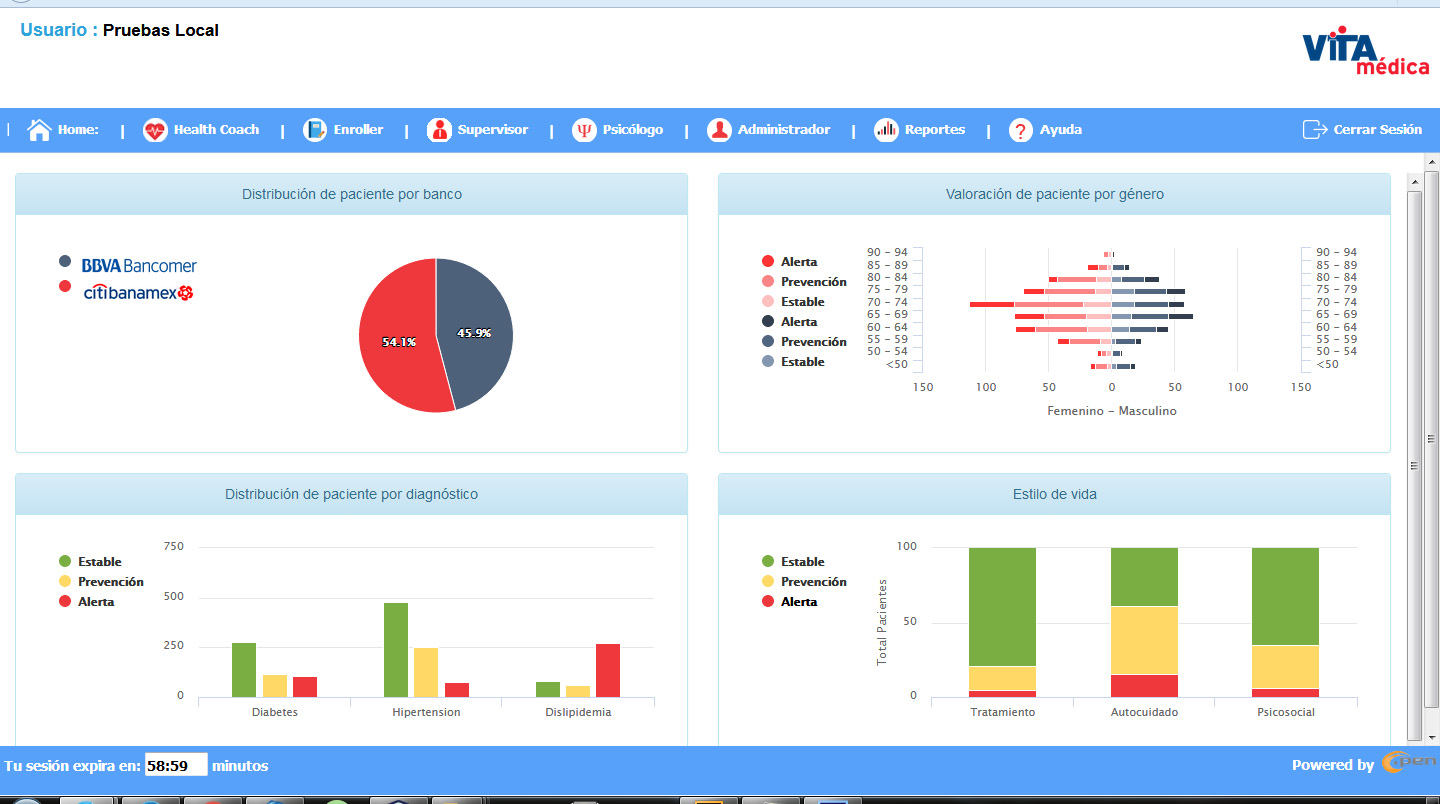 Usuario : Pruebas Local
VITA médica
Home: | Health Coach | Enroller | Supervisor | Psicólogo | Administrador | Reportes | Ayuda Cerrar Sesión
Distribución de paciente por banco
BBVA Bancomer
citibanamex
54.1%
45.9%
Valoración de paciente por género
Alerta
Prevención
Estable
Alerta
Prevención
Estable
90 - 94 90 - 94
85 - 89 85 - 89
80 - 84 80 - 84
75 - 79 75 - 79
70 - 74 70 - 74
65 - 69 65 - 69
60 - 64 60 - 64
55 - 59 55 - 59
50 - 54 50 - 54
<50 <50
150 100 50 0 50 100 150
Femenino - Masculino
Distribución de paciente por diagnóstico
Estable
Prevención
Alerta
750
500
250
0
Diabetes Hipertension Dislipidemia
Estilo de vida
Estable
Prevención
Alerta
Total Pacientes
100
50
0
Tratamiento Autocuidado Psicosocial
Tu sesión expira en: 58:59 minutos
Powered by Open